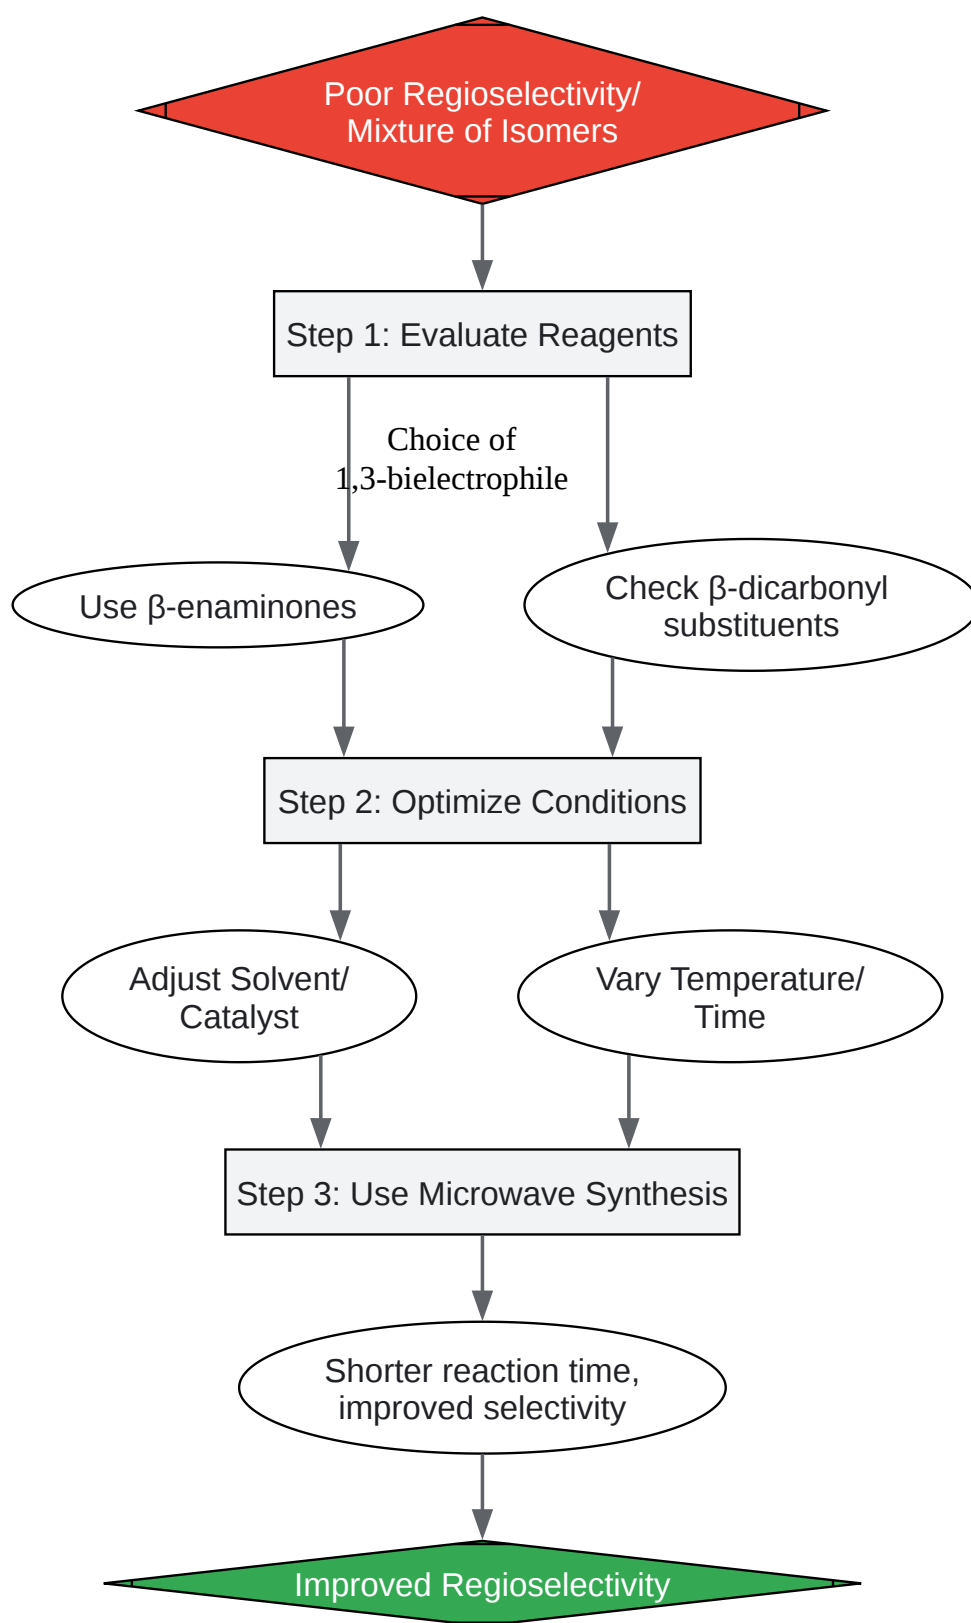 Poor Regioselectivity/
Mixture of Isomers
Step 1: Evaluate Reagents
Choice of
1,3-bielectrophile
Use β-enaminones
Check β-dicarbonyl
substituents
Step 2: Optimize Conditions
Adjust Solvent/
Catalyst
Vary Temperature/
Time
Step 3: Use Microwave Synthesis
Shorter reaction time,
improved selectivity
Improved Regioselectivity